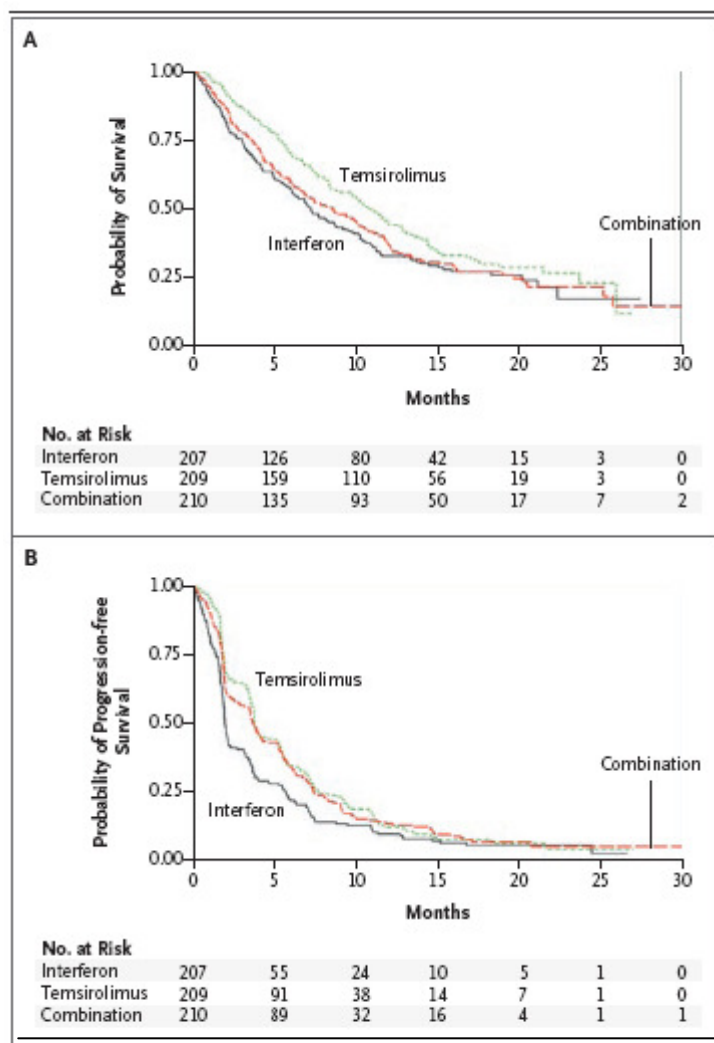 A
1.00
0.75
0.50
0.25
0.00
Probability of Survival
Temsirolimus
Interferon
Combination
0 5 10 15 20 25 30
Months
No. at Risk
Interferon 207 126 80 42 15 3 0
Temsirolimus 209 159 110 56 19 3 0
Combination 210 135 93 50 17 7 2
B
1.00
0.75
0.50
0.25
0.00
Probability of Progression-free
Survival
Temsirolimus
Interferon
Combination
0 5 10 15 20 25 30
Months
No. at Risk
Interferon 207 55 24 10 5 1 0
Temsirolimus 209 91 38 14 7 1 0
Combination 210 89 32 16 4 1 1